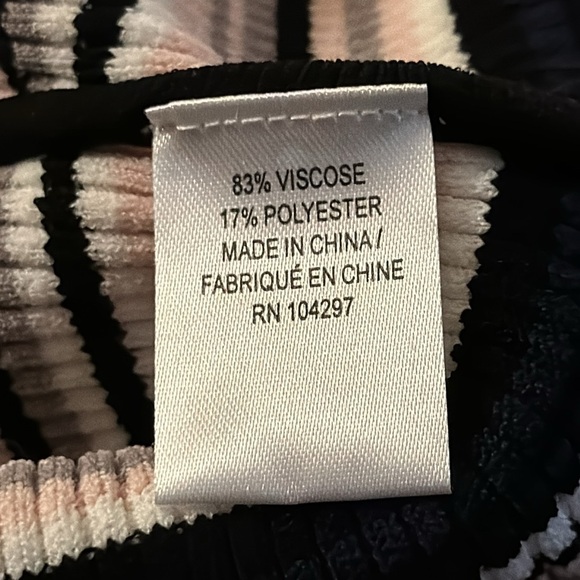 83% VISCOSE
17% POLYESTER
MADE IN CHINA/
FABRIQUÉ EN CHINE
RN 104297